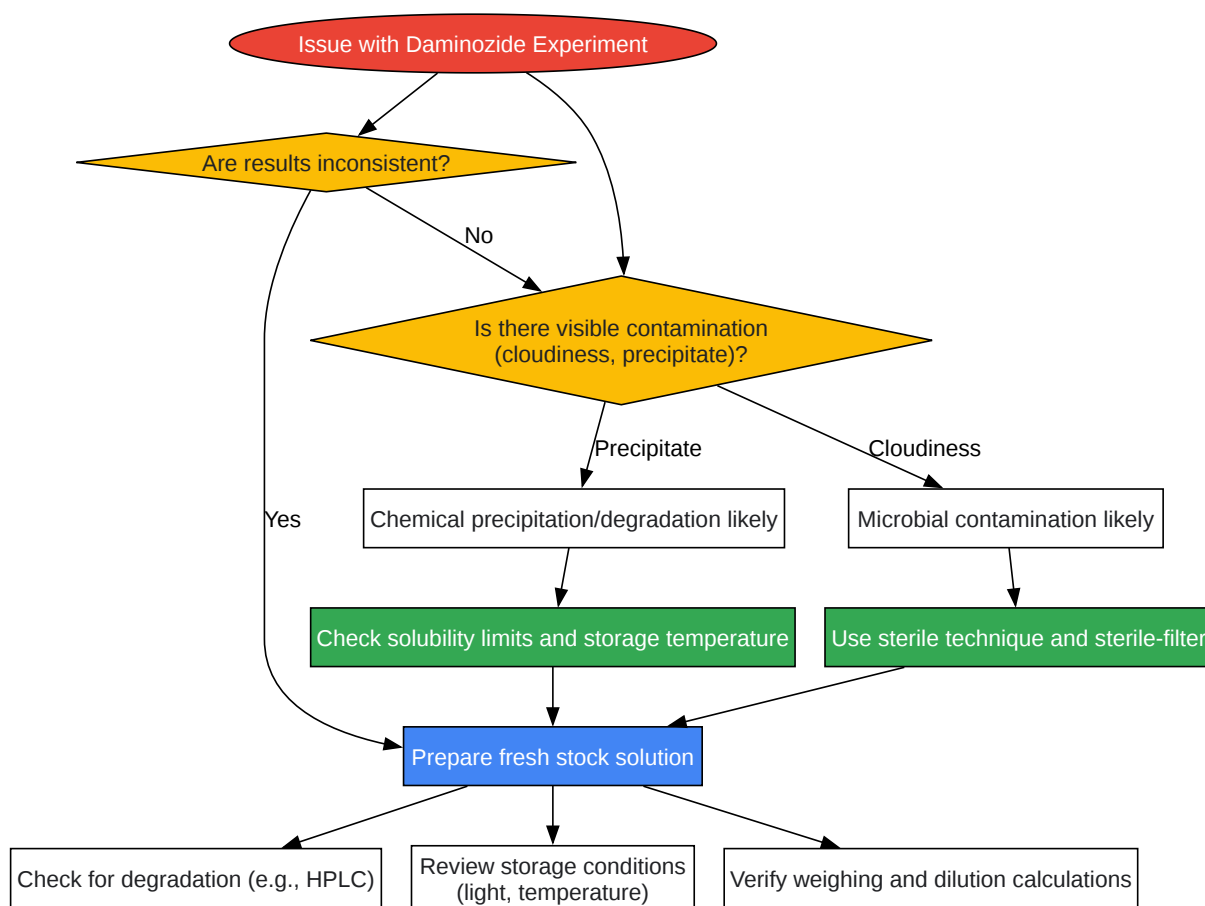 Issue with Daminozide Experiment
Are results inconsistent?
No
Is there visible contamination
(cloudiness, precipitate)?
Precipitate
Cloudiness
Yes
Chemical precipitation/degradation likely
Microbial contamination likely
Check solubility limits and storage temperature
Use sterile technique and sterile-filter
Prepare fresh stock solution
Check for degradation (e.g., HPLC)
Review storage conditions
(light, temperature)
Verify weighing and dilution calculations